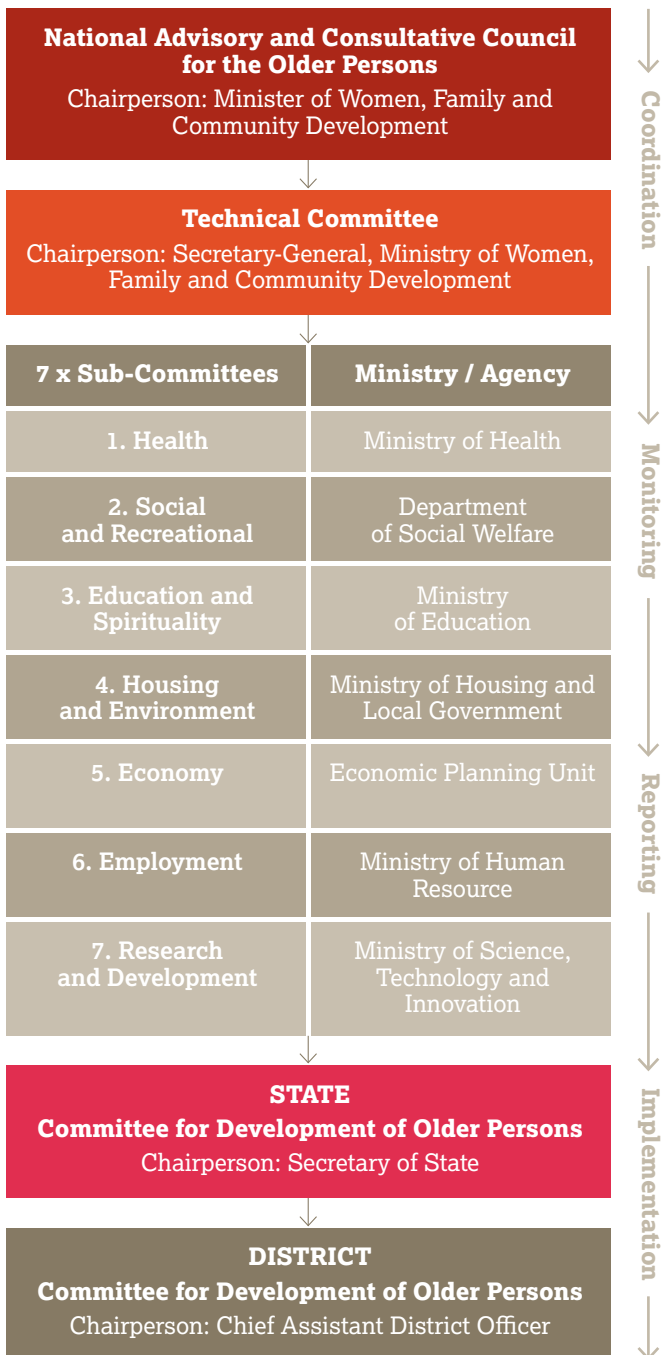 National Advisory and Consultative Council
for the Older Persons
Chairperson: Minister of Women, Family and
Community Development
Technical Committee
Chairperson: Secretary-General, Ministry of Women,
Family and Community Development
7 x Sub-Committees
Ministry / Agency
1. Health
Ministry of Health
2. Social
and Recreational
Department
of Social Welfare
3. Education and
Spirituality
Ministry
of Education
4. Housing
and Environment
Ministry of Housing and
Local Government
5. Economy
Economic Planning Unit
6. Employment
Ministry of Human
Resource
7. Research
and Development
Ministry of Science,
Technology and
Innovation
STATE
Committee for Development of Older Persons
Chairperson: Secretary of State
DISTRICT
Committee for Development of Older Persons
Chairperson: Chief Assistant District Officer
Coordination
Monitoring
Reporting
Implementation